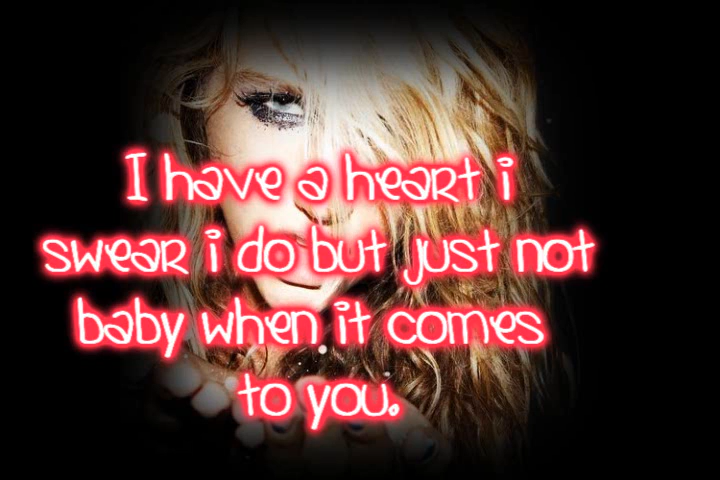 I have a heart i
swear i do but just not
baby when it comes
to you.